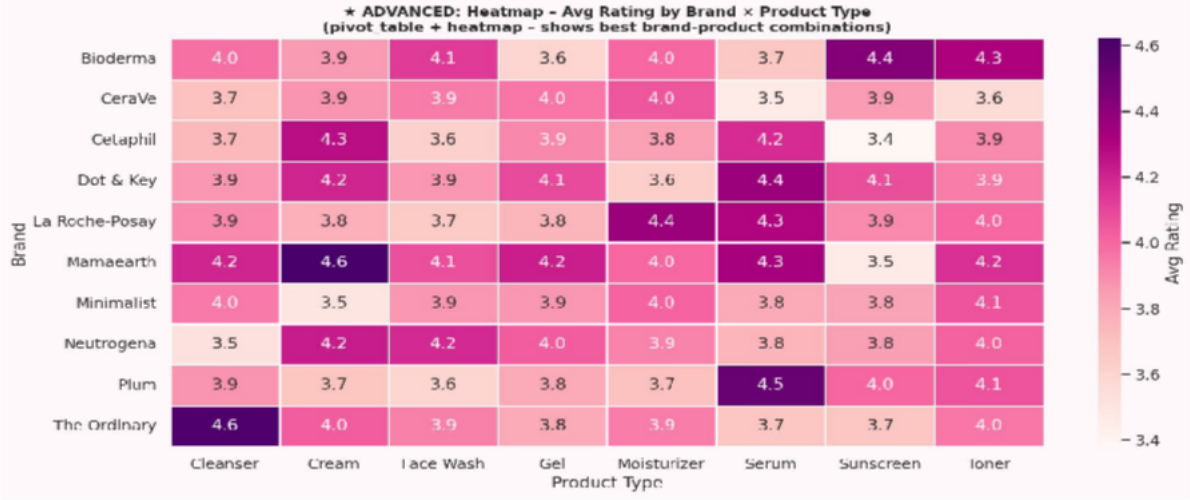 ★ ADVANCED: Heatmap – Avg Rating by Brand × Product Type
(pivot_table + heatmap – shows best brand-product combinations)
Bioderma 4.0 3.9 4.1 3.6 4.0 3.7 4.4 4.3
CeraVe 3.7 3.9 3.9 4.0 4.0 3.5 3.9 3.6
Cetaphil 3.7 4.3 3.6 3.9 3.8 4.2 3.4 3.9
Dot & Key 3.9 4.2 3.9 4.1 3.6 4.4 4.1 3.9
La Roche-Posay 3.9 3.8 3.7 3.8 4.4 4.3 3.9 4.0
Mamaearth 4.2 4.6 4.1 4.2 4.0 4.3 3.5 4.2
Minimalist 4.0 3.5 3.9 3.9 4.0 3.8 3.8 4.1
Neutrogena 3.5 4.2 4.2 4.0 3.9 3.8 3.8 4.0
Plum 3.9 3.7 3.6 3.8 3.7 4.5 4.0 4.1
The Ordinary 4.6 4.0 3.9 3.8 3.9 3.7 3.7 4.0
Cleanser Cream Face Wash Gel Moisturizer Serum Sunscreen Toner
Product Type
Brand
4.6
4.4
4.2
4.0
3.8
3.6
3.4
Avg Rating